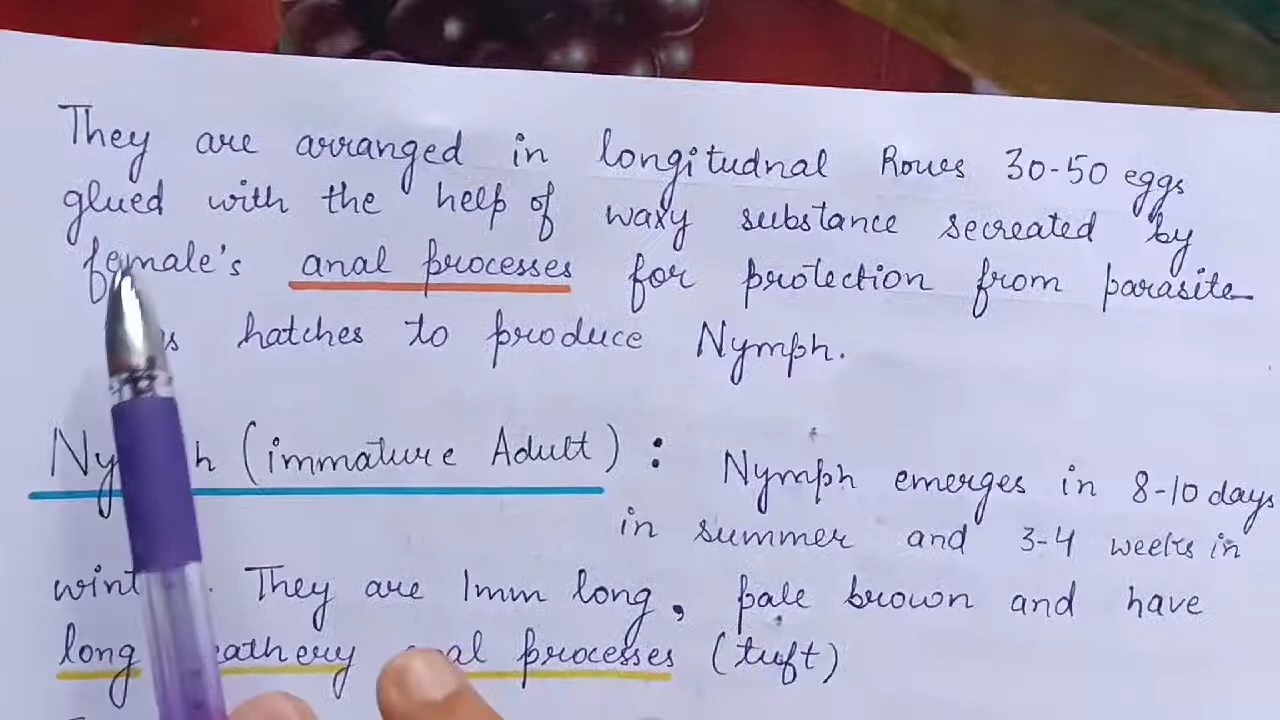 They are arranged in longitudnal Rows 30-50 eggs
glued with the help of waxy substance secreated by
female's anal processes for protection from parasite
hatches to produce Nymph.
(immature Adult) : Nymph emerges in 8-10 days
in summer and 3-4 weeks in
They are 1mm long, pale brown and have
long processes (tuft)